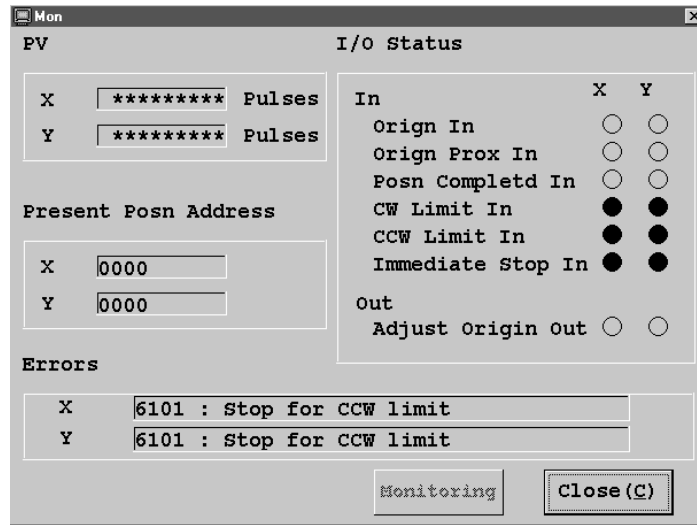 Mon
PV
X ********* Pulses
Y ********* Pulses
Present Posn Address
X 0000
Y 0000
I/O Status
X Y
In
Orign In
Orign Prox In
Posn Completd In
CW Limit In
CCW Limit In
Immediate Stop In
Out
Adjust Origin Out
Errors
X 6101 : Stop for CCW limit
Y 6101 : Stop for CCW limit
Monitoring
Close(C)